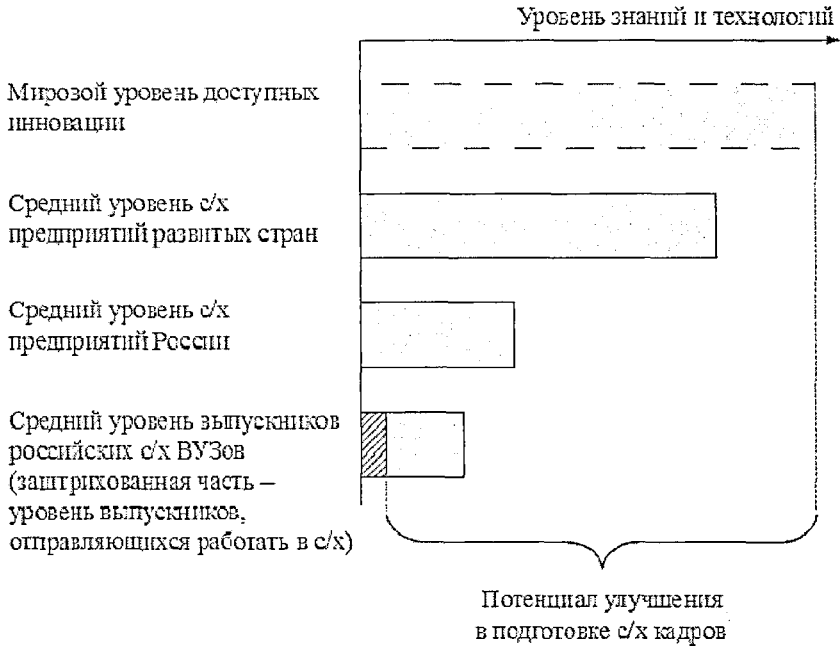 Уровень знаний и технологий
Мировой уровень доступных
инновации
Средний уровень с/х
предприятий развитых стран
Средний уровень с/х
предприятий России
Средний уровень выпускников
российских с/х ВУЗов
(заштрихованная часть –
уровень выпускников,
отправляющихся работать в с/х)
Потенциал улучшения
в подготовке с/х кадров